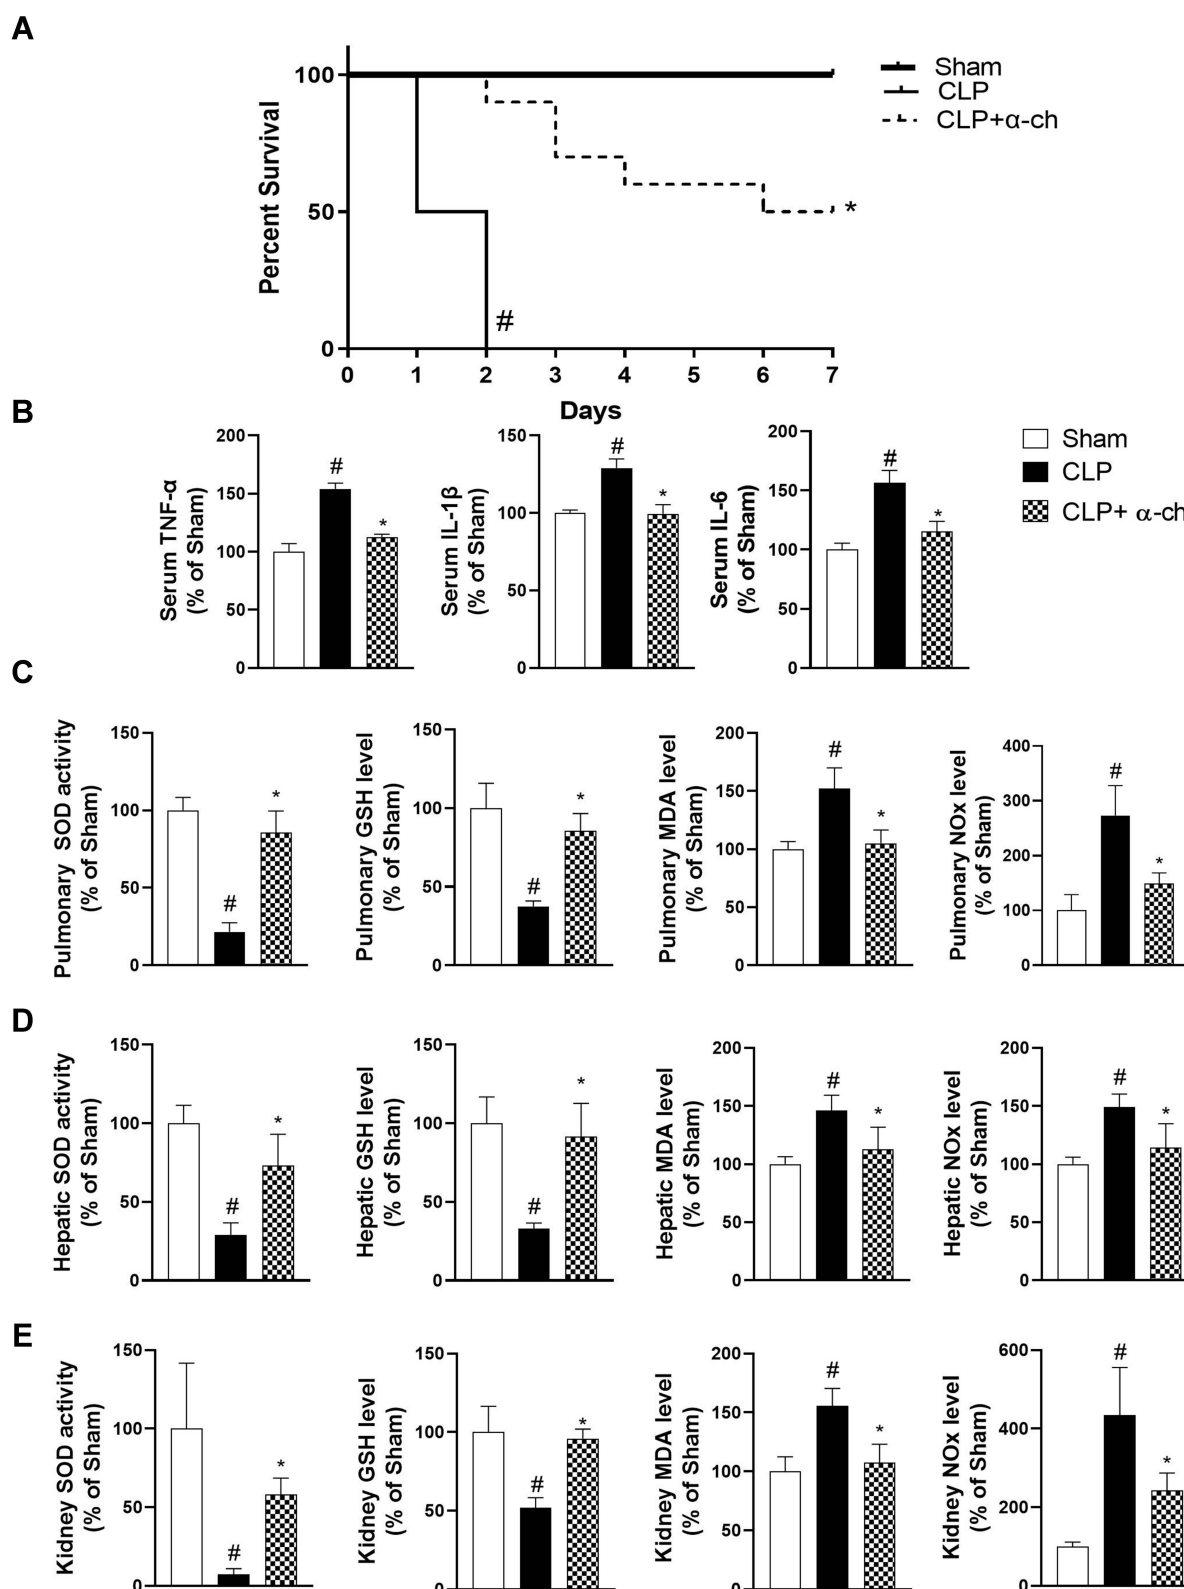 A
Percent Survival
100
50
0
0 1 2 3 4 5 6 7
Days
#
*
Sham
CLP
CLP+α-ch
B
Serum TNF-α
(% of Sham)
200
150
100
50
0
#
*
Serum IL-1β
(% of Sham)
150
100
50
0
#
*
Serum IL-6
(% of Sham)
200
150
100
50
0
#
*
Sham
CLP
CLP+ α-ch
C
Pulmonary SOD activity
(% of Sham)
150
100
50
0
#
*
Pulmonary GSH level
(% of Sham)
150
100
50
0
#
*
Pulmonary MDA level
(% of Sham)
200
150
100
50
0
#
*
Pulmonary NOx level
(% of Sham)
400
300
200
100
0
#
*
D
Hepatic SOD activity
(% of Sham)
150
100
50
0
#
*
Hepatic GSH level
(% of Sham)
150
100
50
0
#
*
Hepatic MDA level
(% of Sham)
200
150
100
50
0
#
*
Hepatic NOx level
(% of Sham)
200
150
100
50
0
#
*
E
Kidney SOD activity
(% of Sham)
150
100
50
0
#
*
Kidney GSH level
(% of Sham)
150
100
50
0
#
*
Kidney MDA level
(% of Sham)
200
150
100
50
0
#
*
Kidney NOx level
(% of Sham)
600
400
200
0
#
*